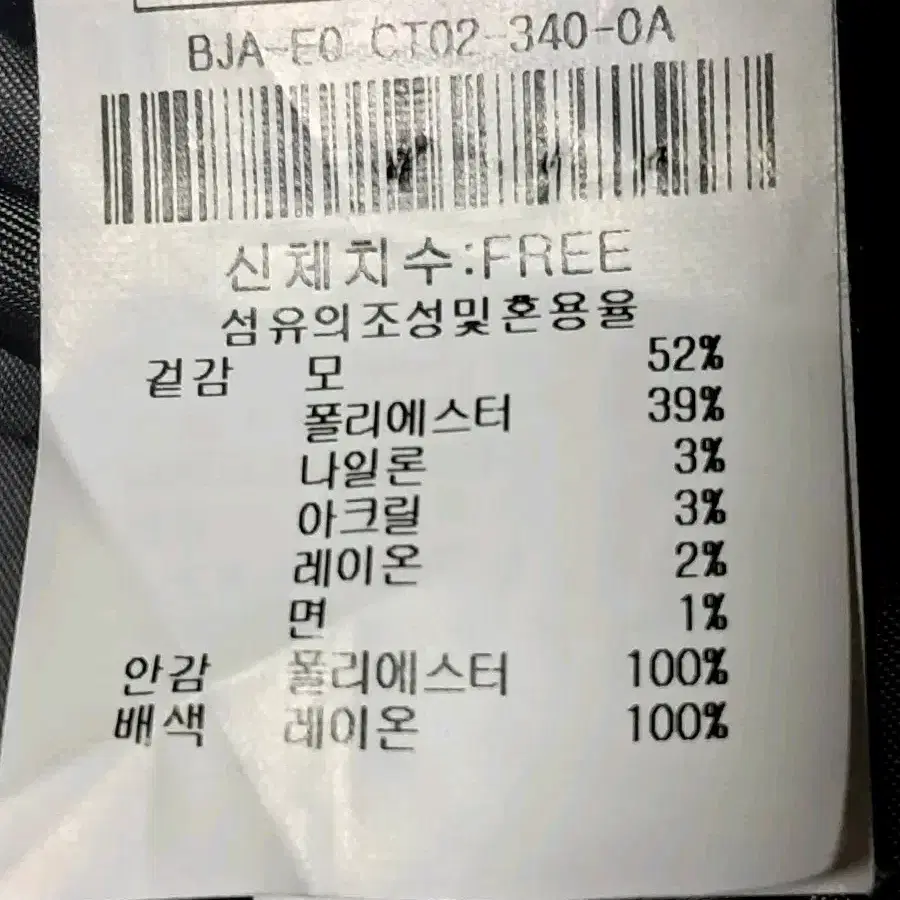 BJA-EO CT02-340-0A
신체치수:FREE
섬유의조성및혼용율
겉감 모 52%
폴리에스터 39%
나일론 3%
아크릴 3%
레이온 2%
면 1%
안감 폴리에스터 100%
배색 레이온 100%